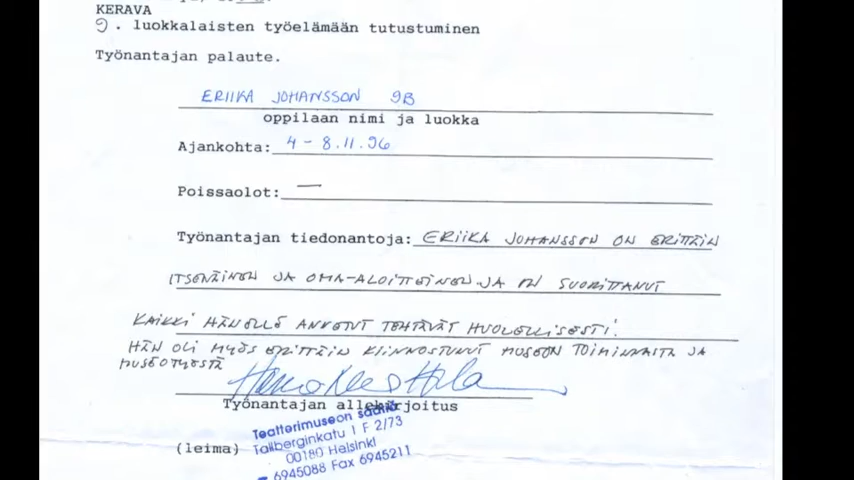 KERAVA
9. luokkalaisten työelämään tutustuminen
Työnantajan palaute.
ERIIKA JOHANSSON 9B
oppilaan nimi ja luokka
Ajankohta: 4 - 8.11.96
Poissaolot: —
Työnantajan tiedonantoja: ERIIKA JOHANSSON ON ERITTÄIN
ITSENÄINEN JA OMA-ALOITTEINEN JA ON SUORITTANUT
KAIKKI HÄNELLE ANNETUT TEHTÄVÄT HUOLELLISESTI.
HÄN OLI MYÖS ERITTÄIN KIINNOSTUNUT MUSEON TOIMINNASTA JA
MUSEOTYÖSTÄ
Työnantajan allekirjoitus
Teatterimuseon säätiö
(leima) Tallberginkatu 1 F 2/73
00180 Helsinki
6945088 Fax 6945211